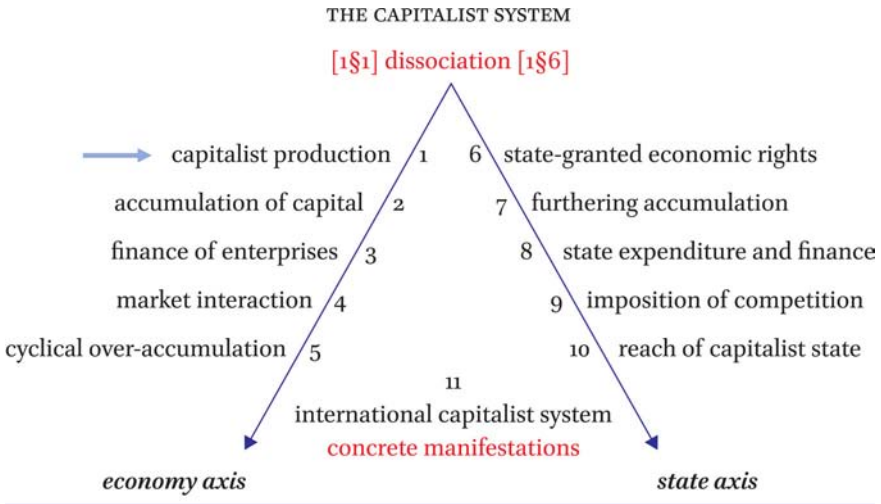 THE CAPITALIST SYSTEM
[1§1] dissociation [1§6]
capitalist production 1 6 state-granted economic rights
accumulation of capital 2 7 furthering accumulation
finance of enterprises 3 8 state expenditure and finance
market interaction 4 9 imposition of competition
cyclical over-accumulation 5 10 reach of capitalist state
11
international capitalist system
concrete manifestations
economy axis state axis